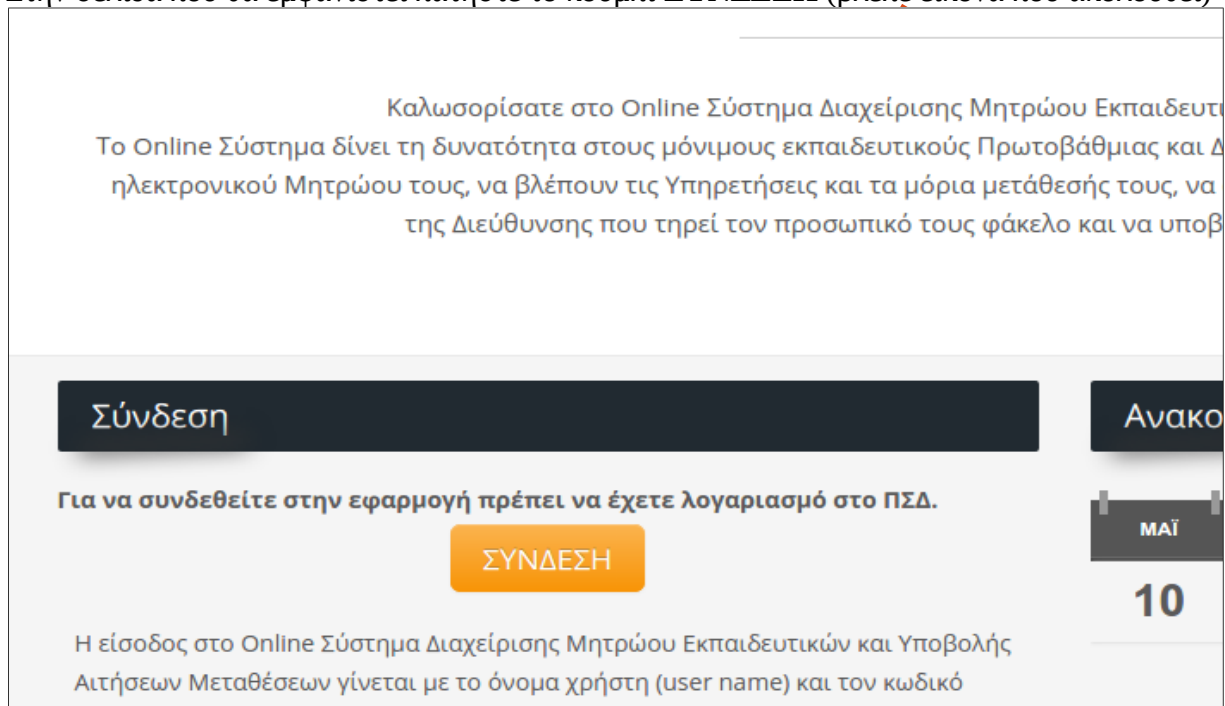 Καλωσορίσατε στο Online Σύστημα Διαχείρισης Μητρώου Εκπαιδευτι
Το Online Σύστημα δίνει τη δυνατότητα στους μόνιμους εκπαιδευτικούς Πρωτοβάθμιας και Δ
ηλεκτρονικού Μητρώου τους, να βλέπουν τις Υπηρετήσεις και τα μόρια μετάθεσής τους, να
της Διεύθυνσης που τηρεί τον προσωπικό τους φάκελο και να υποβ
Σύνδεση
Για να συνδεθείτε στην εφαρμογή πρέπει να έχετε λογαριασμό στο ΠΣΔ.
ΣΥΝΔΕΣΗ
Η είσοδος στο Online Σύστημα Διαχείρισης Μητρώου Εκπαιδευτικών και Υποβολής
Αιτήσεων Μεταθέσεων γίνεται με το όνομα χρήστη (user name) και τον κωδικό
Ανακο
ΜΑΪ
10